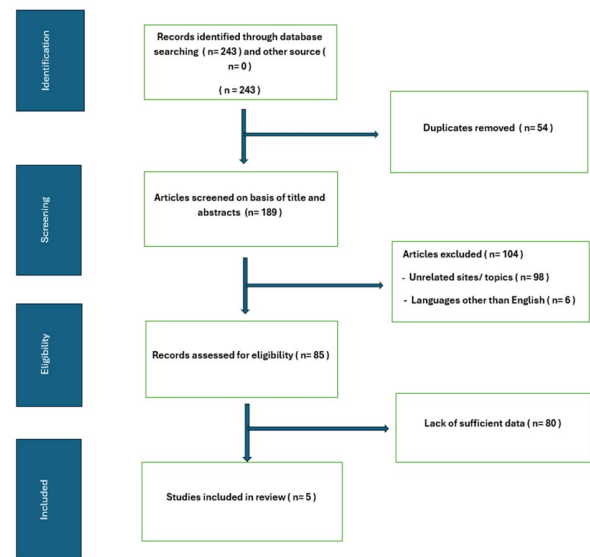 Identification
Records identified through database
searching ( n= 243) and other source (
n= 0)
( n = 243)
Duplicates removed ( n= 54)
Screening
Articles screened on basis of title and
abstracts (n= 189)
Articles excluded ( n= 104)
- Unrelated sites/ topics ( n= 98)
- Languages other than English ( n= 6)
Eligibility
Records assessed for eligibility ( n= 85)
Lack of sufficient data ( n= 80 )
Included
Studies included in review ( n= 5 )